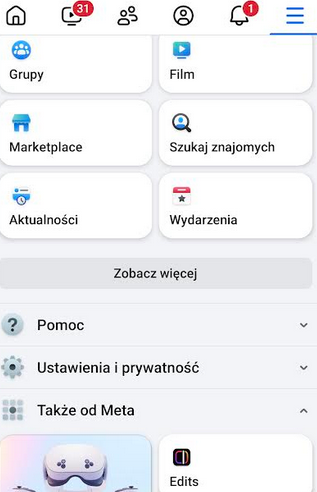 31
1
Grupy
Film
Marketplace
Szukaj znajomych
Aktualności
Wydarzenia
Zobacz więcej
? Pomoc
Ustawienia i prywatność
Także od Meta
Edits